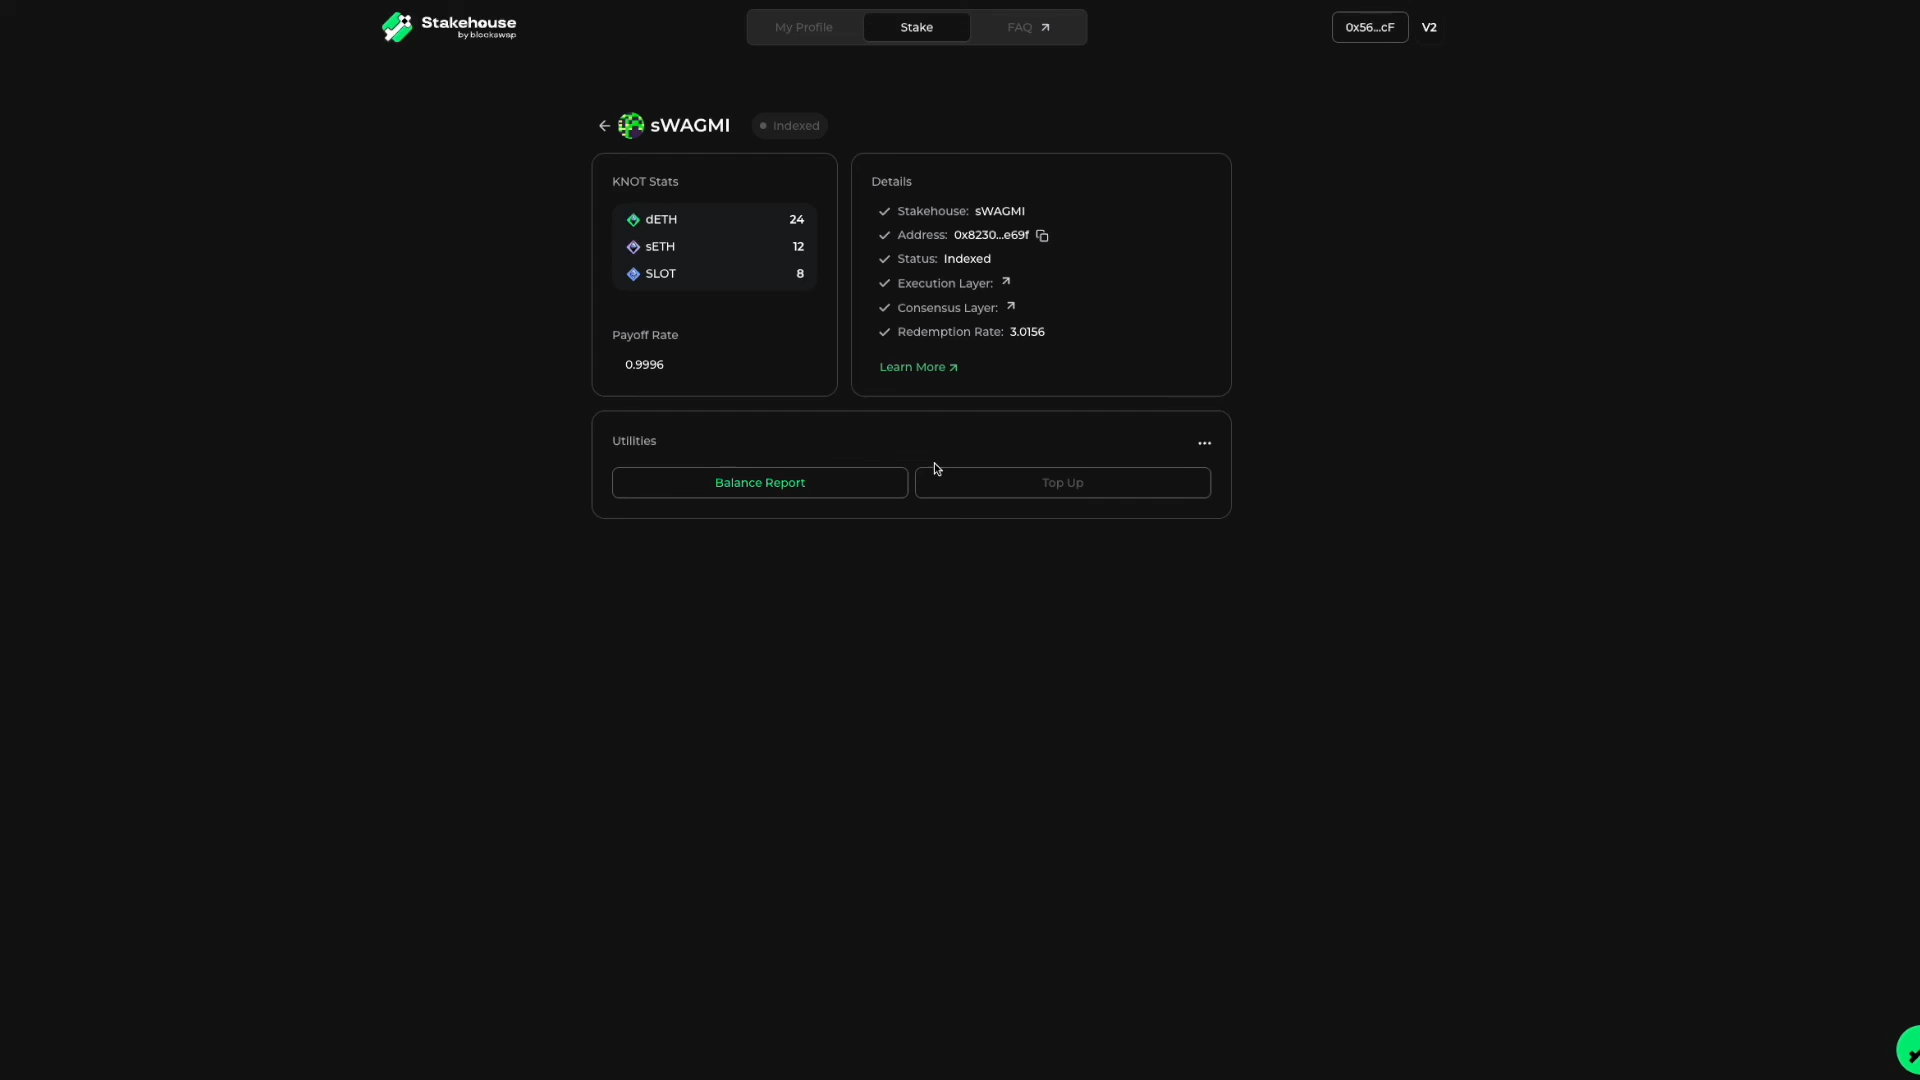 Stakehouse
by blockswap
My Profile
Stake
FAQ
0x56...cF
V2
sWAGMI
Indexed
KNOT Stats
dETH 24
sETH 12
SLOT 8
Payoff Rate
0.9996
Details
Stakehouse: sWAGMI
Address: 0x8230...e69f
Status: Indexed
Execution Layer:
Consensus Layer:
Redemption Rate: 3.0156
Learn More
Utilities
...
Balance Report
Top Up